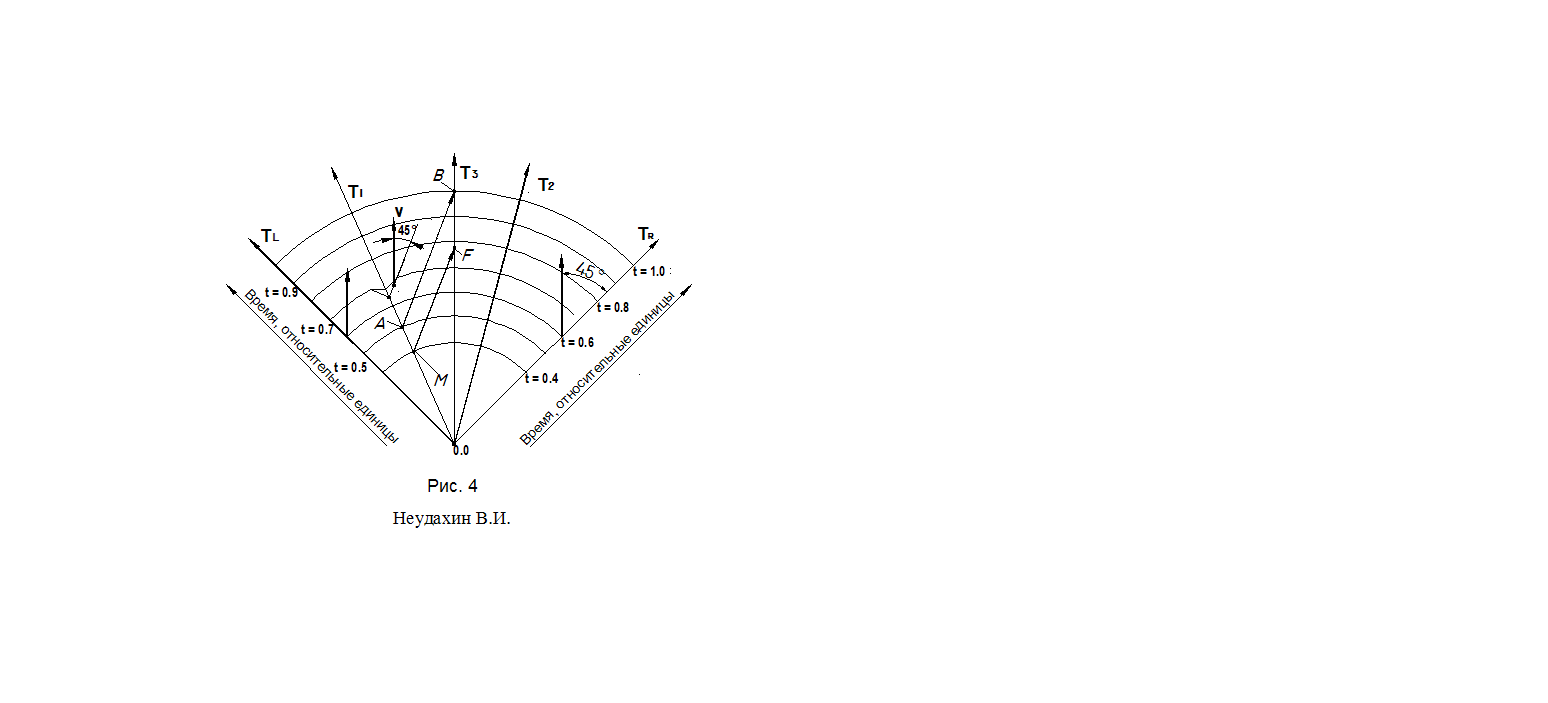 B
T3
T1
T2
V
45°
TL
TR
F
45°
t = 1.0
t = 0.9
t = 0.8
A
t = 0.7
t = 0.6
t = 0.5
M
t = 0.4
Время, относительные единицы
Время, относительные единицы
0.0
Рис. 4
Неудахин В.И.